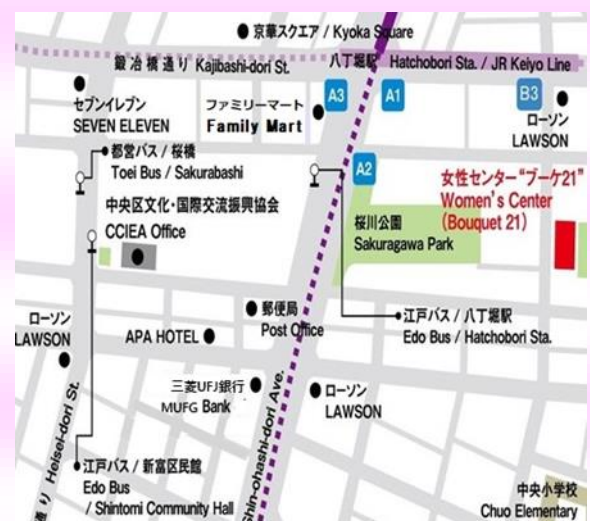 京華スクエア / Kyoka Square
鍛冶橋通り Kajibashi-dori St.
八丁堀駅 Hatchobori Sta. / JR Keiyo Line
セブンイレブン
SEVEN ELEVEN
ファミリーマート
Family Mart
A3
A1
B3
ローソン
LAWSON
都営バス / 桜橋
Toei Bus / Sakurabashi
A2
女性センター“ブーケ21”
Women's Center
(Bouquet 21)
中央区文化・国際交流振興協会
CCIEA Office
桜川公園
Sakuragawa Park
郵便局
Post Office
江戸バス / 八丁堀駅
Edo Bus / Hatchobori Sta.
ローソン
LAWSON
APA HOTEL
三菱UFJ銀行
MUFG Bank
ローソン
LAWSON
通り Heisei-dori St.
Shin-ohashi-dori Ave.
江戸バス / 新富区民館
Edo Bus
/ Shintomi Community Hall
中央小学校
Chuo Elementary